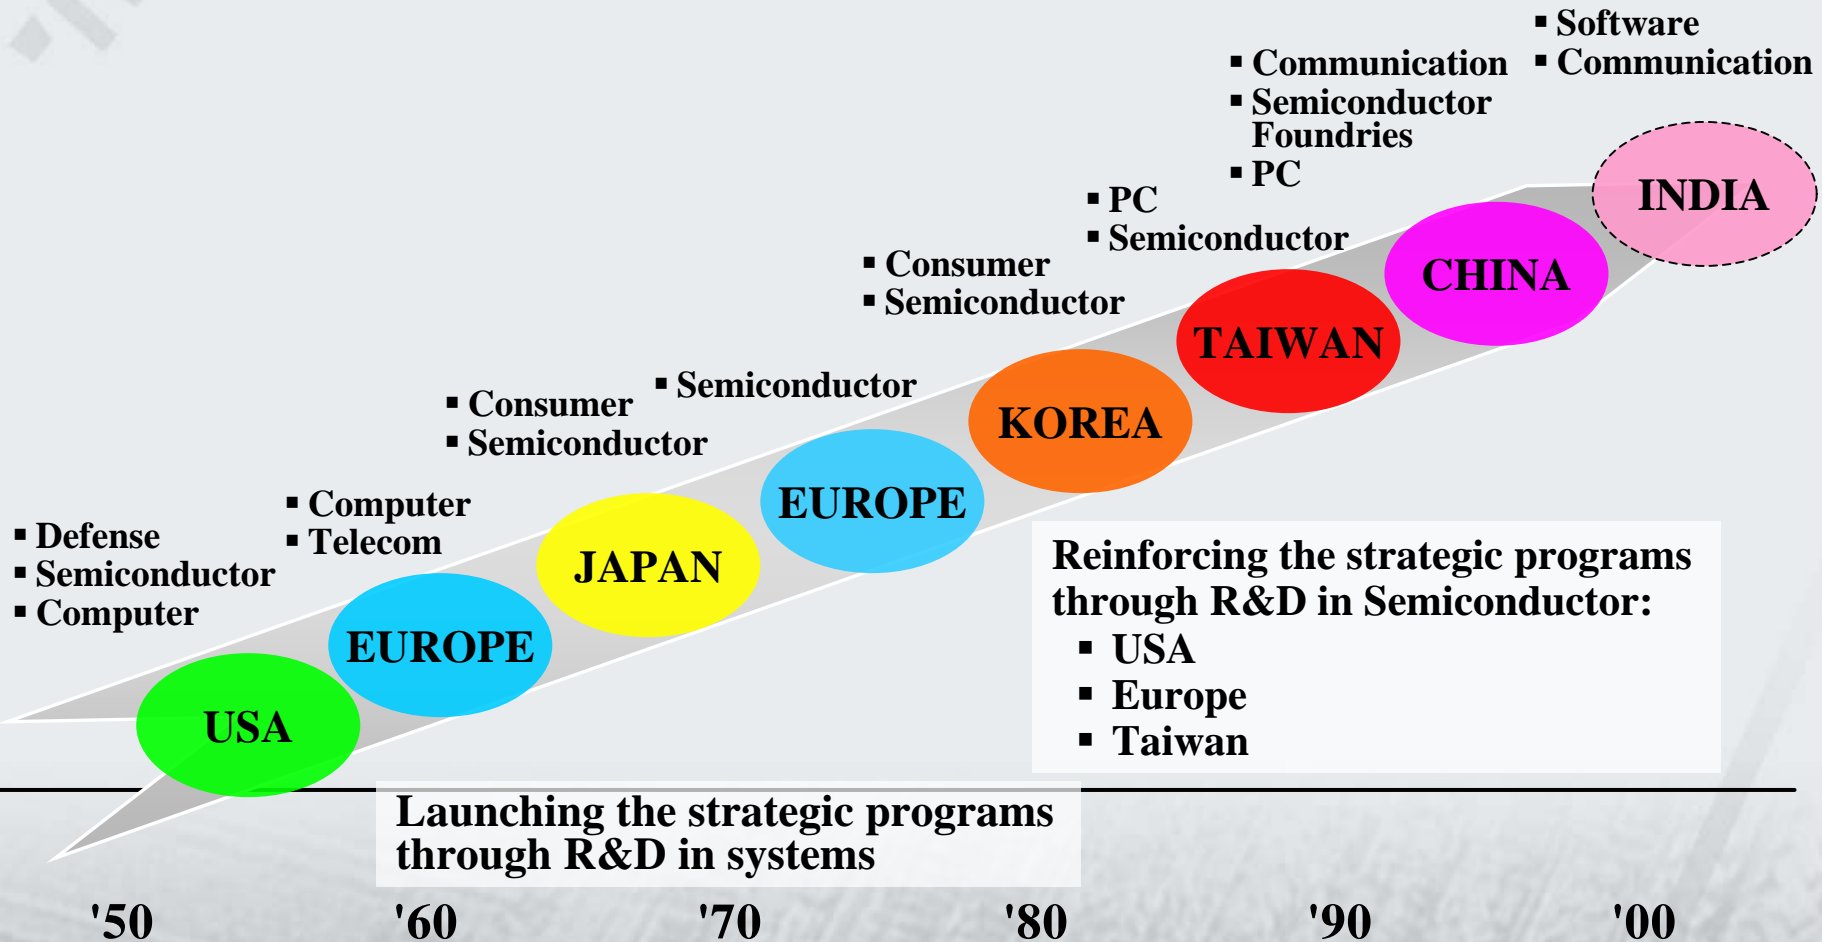 ▪ Defense
▪ Semiconductor
▪ Computer
USA
▪ Computer
▪ Telecom
EUROPE
▪ Consumer
▪ Semiconductor
JAPAN
▪ Semiconductor
EUROPE
▪ Consumer
▪ Semiconductor
KOREA
▪ PC
▪ Semiconductor
TAIWAN
▪ Communication
▪ Semiconductor
Foundries
▪ PC
CHINA
▪ Software
▪ Communication
INDIA
Reinforcing the strategic programs
through R&D in Semiconductor:
▪ USA
▪ Europe
▪ Taiwan
Launching the strategic programs
through R&D in systems
'50 '60 '70 '80 '90 '00